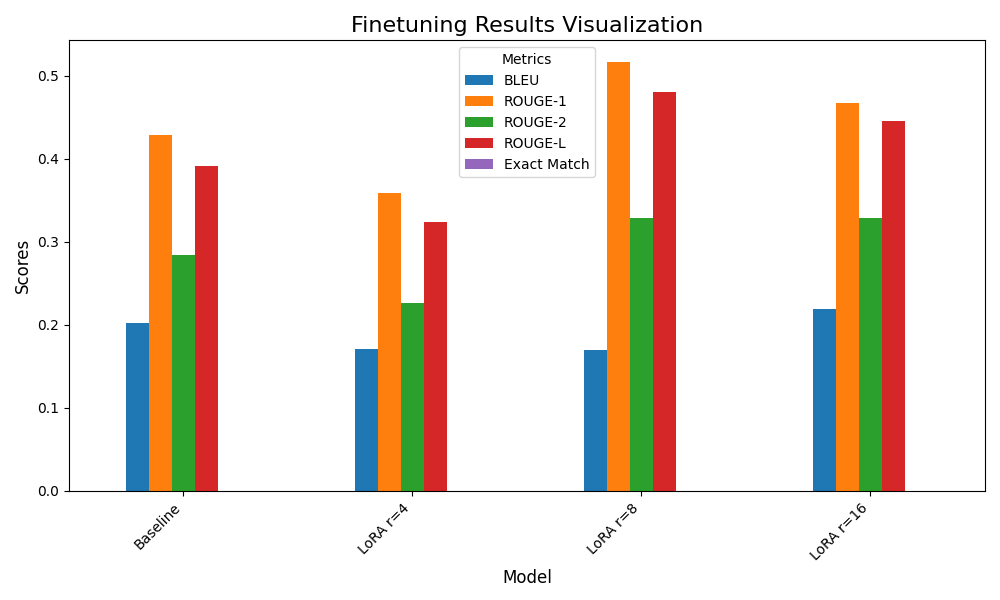 Finetuning Results Visualization
Metrics
BLEU
ROUGE-1
ROUGE-2
ROUGE-L
Exact Match
Scores
0.5
0.4
0.3
0.2
0.1
0.0
Baseline
LoRA r=4
LoRA r=8
LoRA r=16
Model